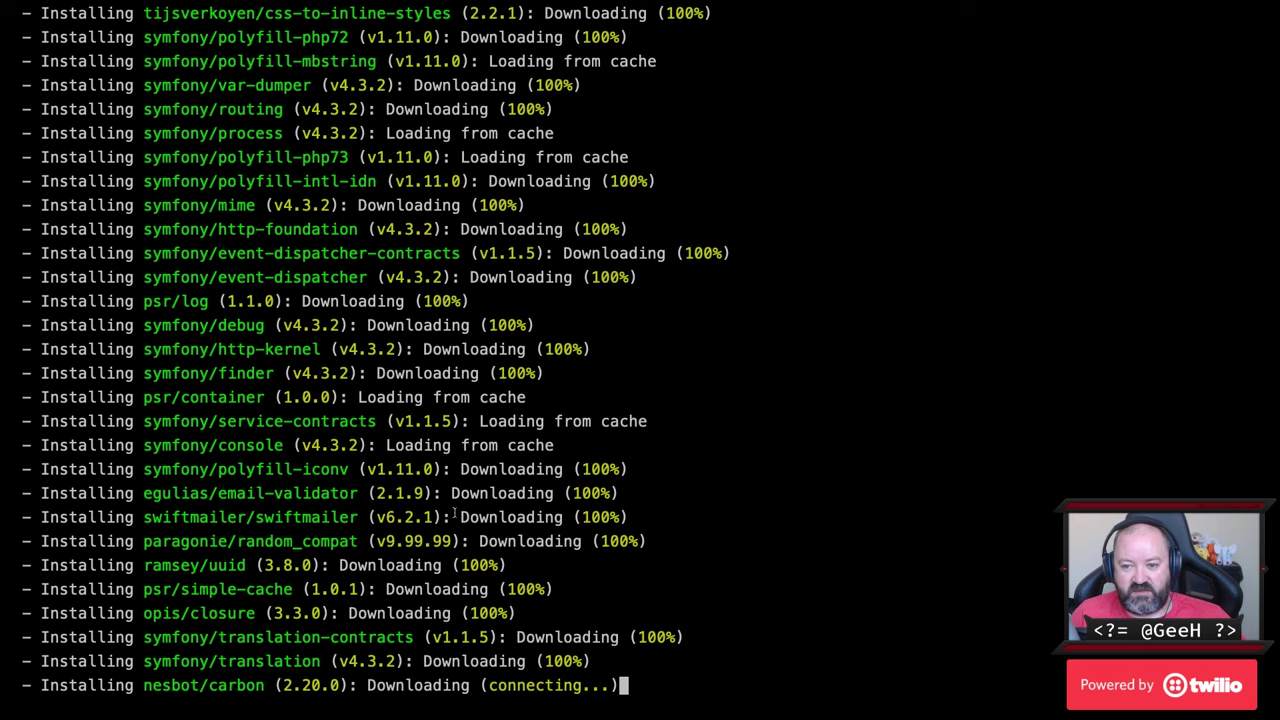 – Installing tijsverkoyen/css-to-inline-styles (2.2.1): Downloading (100%)
– Installing symfony/polyfill-php72 (v1.11.0): Downloading (100%)
– Installing symfony/polyfill-mbstring (v1.11.0): Loading from cache
– Installing symfony/var-dumper (v4.3.2): Downloading (100%)
– Installing symfony/routing (v4.3.2): Downloading (100%)
– Installing symfony/process (v4.3.2): Loading from cache
– Installing symfony/polyfill-php73 (v1.11.0): Loading from cache
– Installing symfony/polyfill-intl-idn (v1.11.0): Downloading (100%)
– Installing symfony/mime (v4.3.2): Downloading (100%)
– Installing symfony/http-foundation (v4.3.2): Downloading (100%)
– Installing symfony/event-dispatcher-contracts (v1.1.5): Downloading (100%)
– Installing symfony/event-dispatcher (v4.3.2): Downloading (100%)
– Installing psr/log (1.1.0): Downloading (100%)
– Installing symfony/debug (v4.3.2): Downloading (100%)
– Installing symfony/http-kernel (v4.3.2): Downloading (100%)
– Installing symfony/finder (v4.3.2): Downloading (100%)
– Installing psr/container (1.0.0): Loading from cache
– Installing symfony/service-contracts (v1.1.5): Loading from cache
– Installing symfony/console (v4.3.2): Loading from cache
– Installing symfony/polyfill-iconv (v1.11.0): Downloading (100%)
– Installing egulias/email-validator (2.1.9): Downloading (100%)
– Installing swiftmailer/swiftmailer (v6.2.1): Downloading (100%)
– Installing paragonie/random_compat (v9.99.99): Downloading (100%)
– Installing ramsey/uuid (3.8.0): Downloading (100%)
– Installing psr/simple-cache (1.0.1): Downloading (100%)
– Installing opis/closure (3.3.0): Downloading (100%)
– Installing symfony/translation-contracts (v1.1.5): Downloading (100%)
– Installing symfony/translation (v4.3.2): Downloading (100%)
– Installing nesbot/carbon (2.20.0): Downloading (connecting...)
<?= @GeeH ?>
Powered by twilio